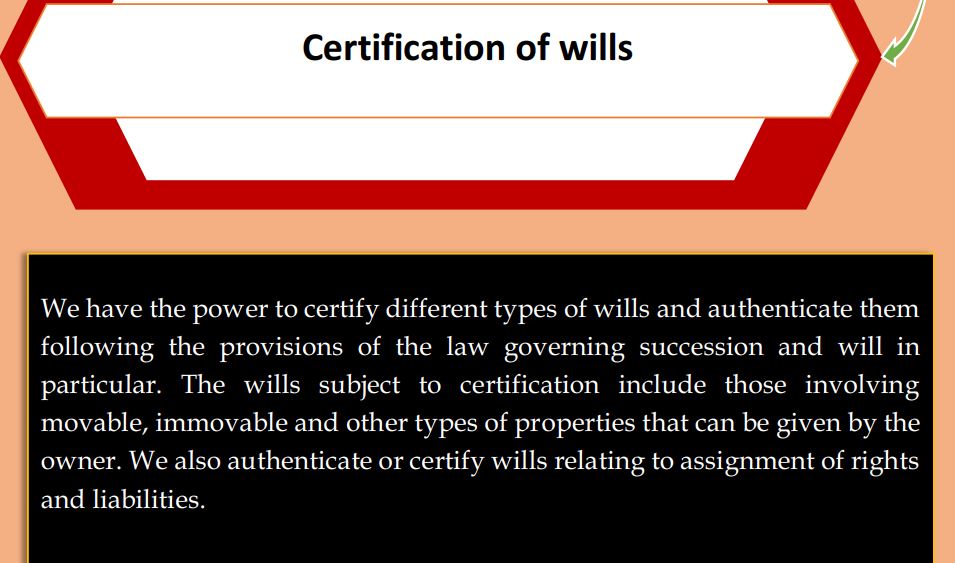 Certification of wills
We have the power to certify different types of wills and authenticate them
following the provisions of the law governing succession and will in
particular. The wills subject to certification include those involving
movable, immovable and other types of properties that can be given by the
owner. We also authenticate or certify wills relating to assignment of rights
and liabilities.